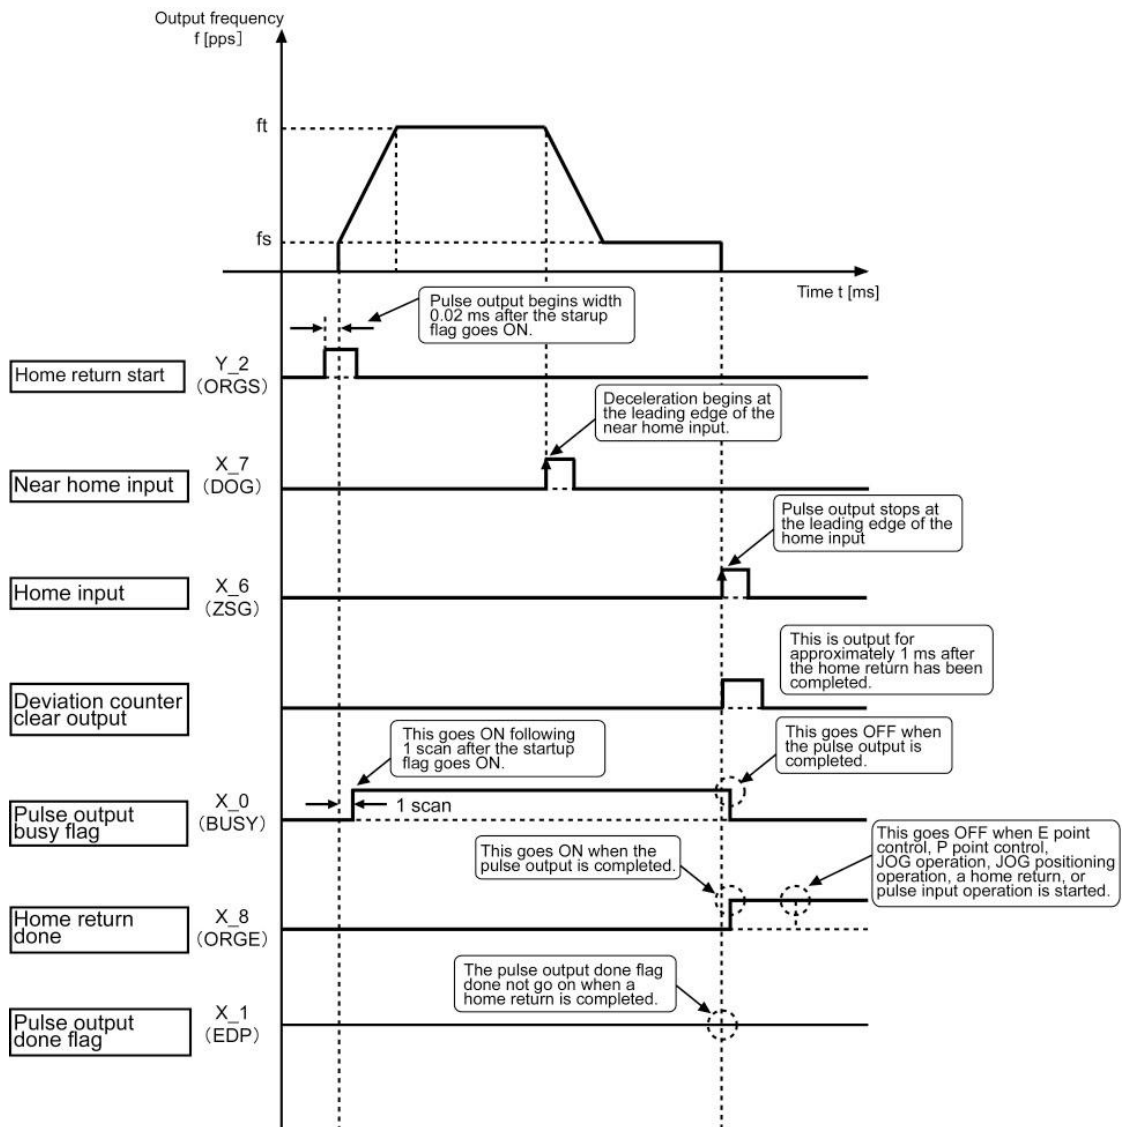 Output frequency
f [pps]
ft
fs
Time t [ms]
Pulse output begins width
0.02 ms after the starup
flag goes ON.
Home return start
Y_2
(ORGS)
Deceleration begins at
the leading edge of the
near home input.
Near home input
X_7
(DOG)
Pulse output stops at
the leading edge of the
home input
Home input
X_6
(ZSG)
This is output for
approximately 1 ms after
the home return has been
completed.
Deviation counter
clear output
This goes ON following
1 scan after the startup
flag goes ON.
This goes OFF when
the pulse output is
completed.
Pulse output
busy flag
X_0
(BUSY)
1 scan
This goes ON when the
pulse output is completed.
This goes OFF when E point
control, P point control,
JOG operation, JOG positioning
operation, a home return, or
pulse input operation is started.
Home return
done
X_8
(ORGE)
The pulse output done flag
done not go on when a
home return is completed.
Pulse output
done flag
X_1
(EDP)